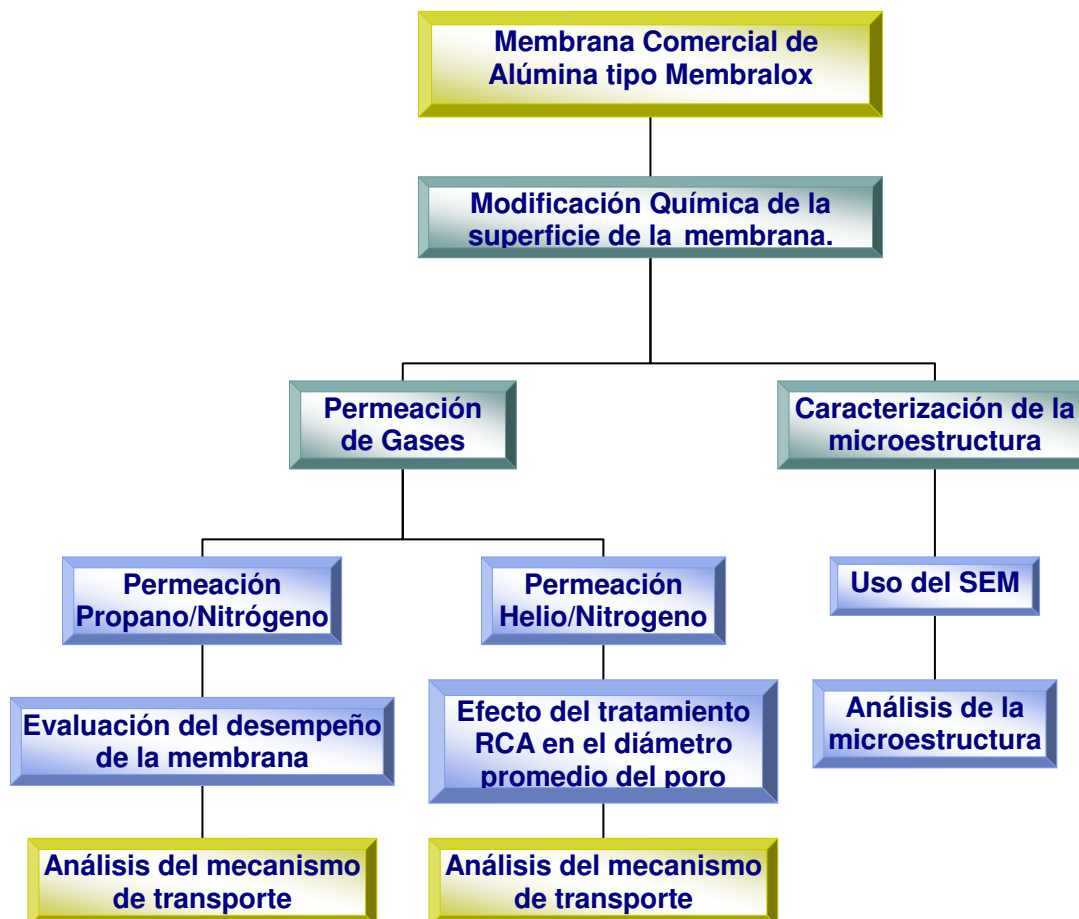 Membrana Comercial de
Alúmina tipo Membralox
Modificación Química de la
superficie de la membrana.
Permeación
de Gases
Caracterización de la
microestructura
Permeación
Propano/Nitrógeno
Permeación
Helio/Nitrogeno
Uso del SEM
Evaluación del desempeño
de la membrana
Efecto del tratamiento
RCA en el diámetro
promedio del poro
Análisis de la
microestructura
Análisis del mecanismo
de transporte
Análisis del mecanismo
de transporte